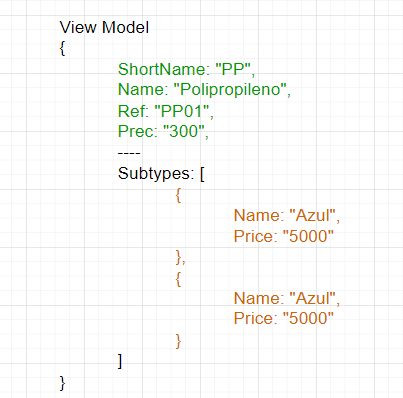 View Model
{
ShortName: "PP",
Name: "Polipropileno",
Ref: "PP01",
Prec: "300",
----
Subtypes: [
{
Name: "Azul",
Price: "5000"
},
{
Name: "Azul",
Price: "5000"
}
]
}